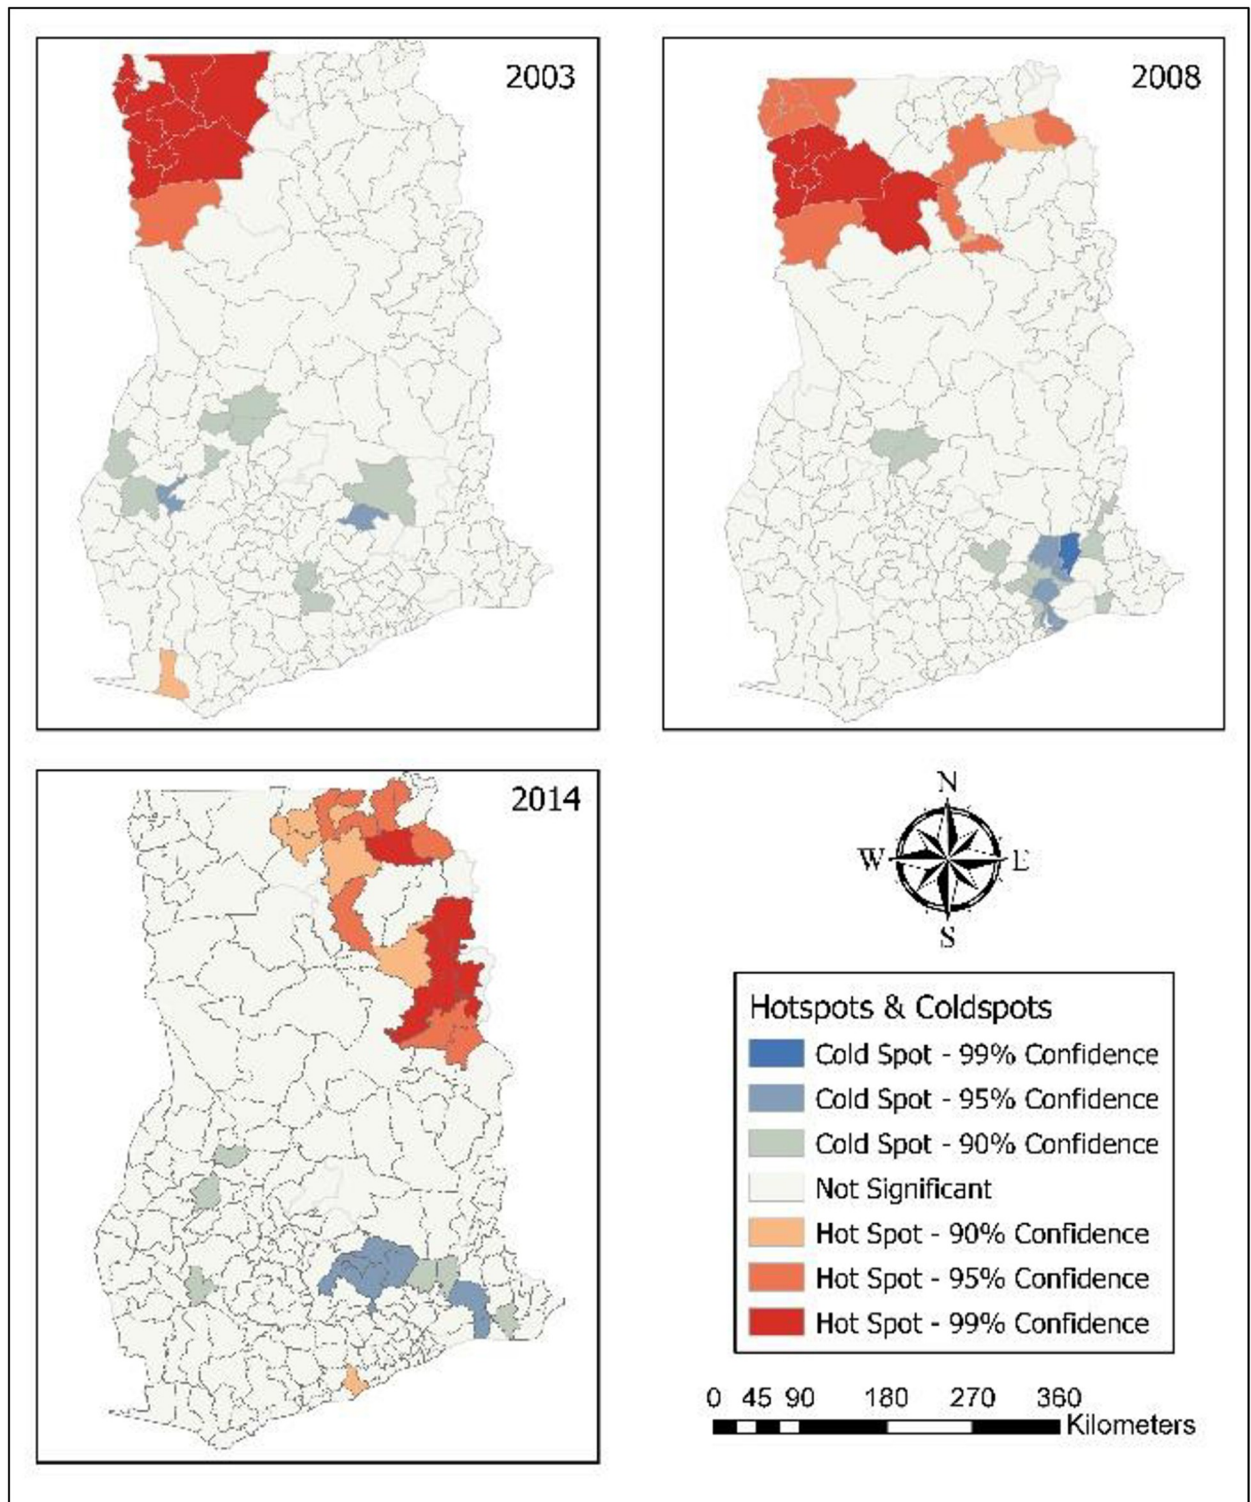 2003
2008
2014
N
W
E
S
Hotspots & Coldspots
Cold Spot - 99% Confidence
Cold Spot - 95% Confidence
Cold Spot - 90% Confidence
Not Significant
Hot Spot - 90% Confidence
Hot Spot - 95% Confidence
Hot Spot - 99% Confidence
0 45 90 180 270 360
Kilometers